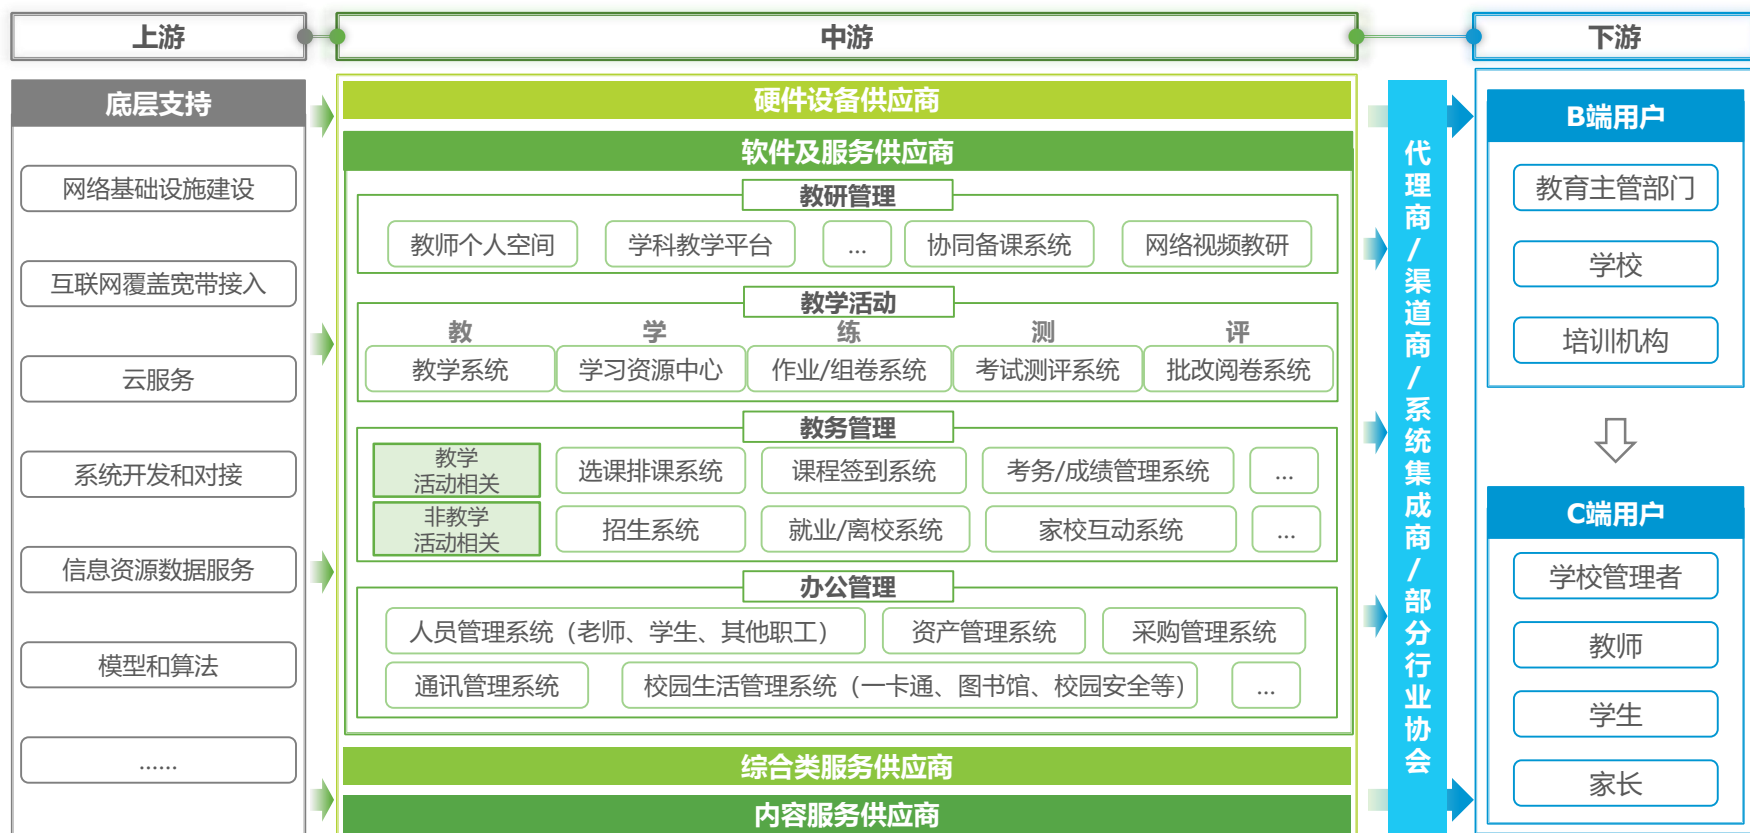 上游
中游
下游
底层支持
网络基础设施建设
互联网覆盖宽带接入
云服务
系统开发和对接
信息资源数据服务
模型和算法
......
硬件设备供应商
软件及服务供应商
教研管理
教师个人空间
学科教学平台
...
协同备课系统
网络视频教研
教学活动
教
学
练
测
评
教学系统
学习资源中心
作业/组卷系统
考试测评系统
批改阅卷系统
教务管理
教学
活动相关
选课排课系统
课程签到系统
考务/成绩管理系统
...
非教学
活动相关
招生系统
就业/离校系统
家校互动系统
...
办公管理
人员管理系统（老师、学生、其他职工）
资产管理系统
采购管理系统
通讯管理系统
校园生活管理系统（一卡通、图书馆、校园安全等）
...
综合类服务供应商
内容服务供应商
代理商/渠道商/系统集成商/部分行业协会
B端用户
教育主管部门
学校
培训机构
C端用户
学校管理者
教师
学生
家长